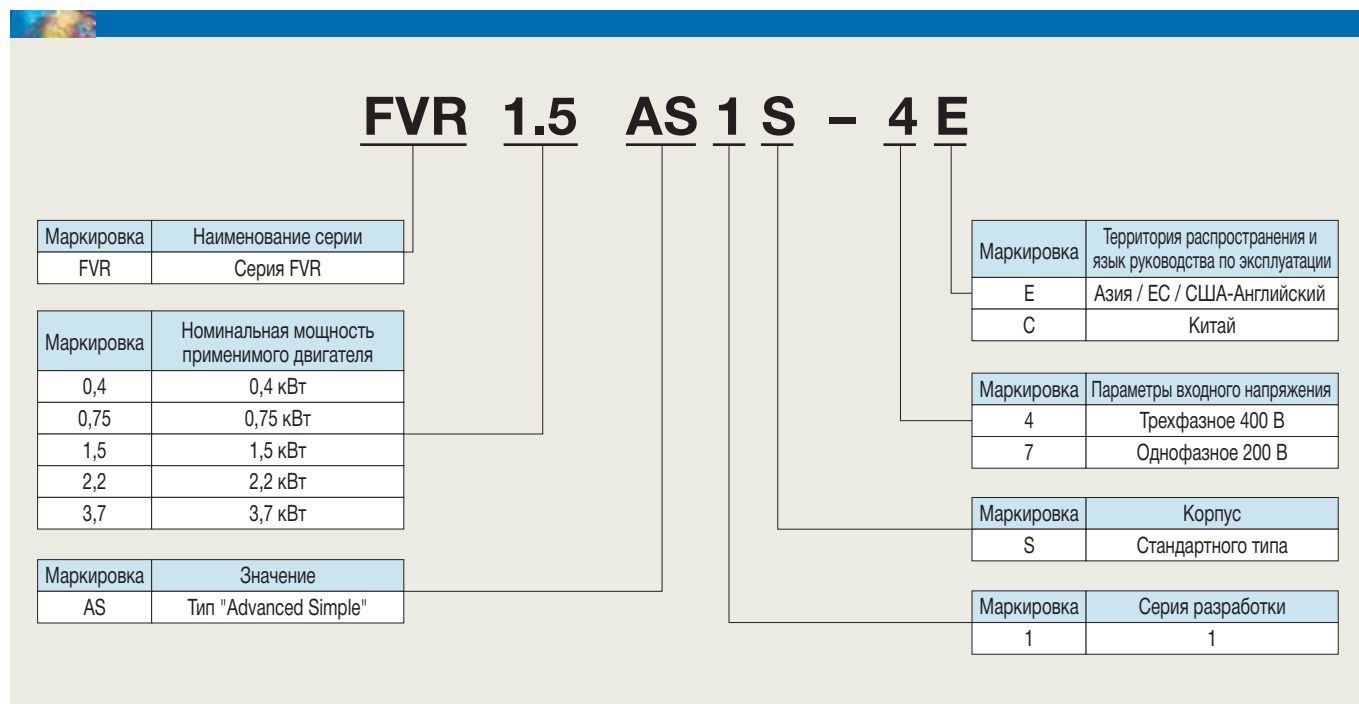 FVR 1.5 AS 1 S – 4 E
Маркировка Наименование серии
FVR Серия FVR
Маркировка Номинальная мощность
применимого двигателя
0,4 0,4 кВт
0,75 0,75 кВт
1,5 1,5 кВт
2,2 2,2 кВт
3,7 3,7 кВт
Маркировка Значение
AS Тип "Advanced Simple"
Маркировка Территория распространения и
язык руководства по эксплуатации
E Азия / ЕС / США-Английский
C Китай
Маркировка Параметры входного напряжения
4 Трехфазное 400 В
7 Однофазное 200 В
Маркировка Корпус
S Стандартного типа
Маркировка Серия разработки
1 1